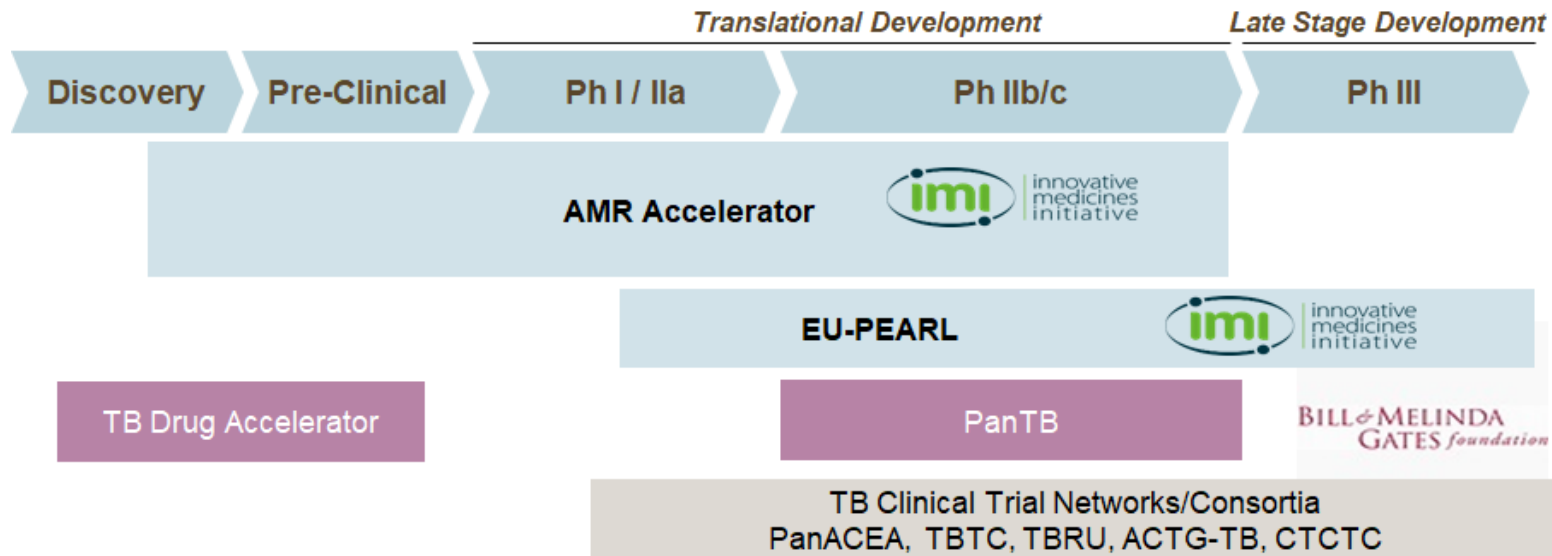 Translational Development
Late Stage Development
Discovery
Pre-Clinical
Ph I / IIa
Ph IIb/c
Ph III
AMR Accelerator
imi
innovative
medicines
initiative
EU-PEARL
imi
innovative
medicines
initiative
TB Drug Accelerator
PanTB
BILL & MELINDA
GATES foundation
TB Clinical Trial Networks/Consortia
PanACEA, TBTC, TBRU, ACTG-TB, CTCTC